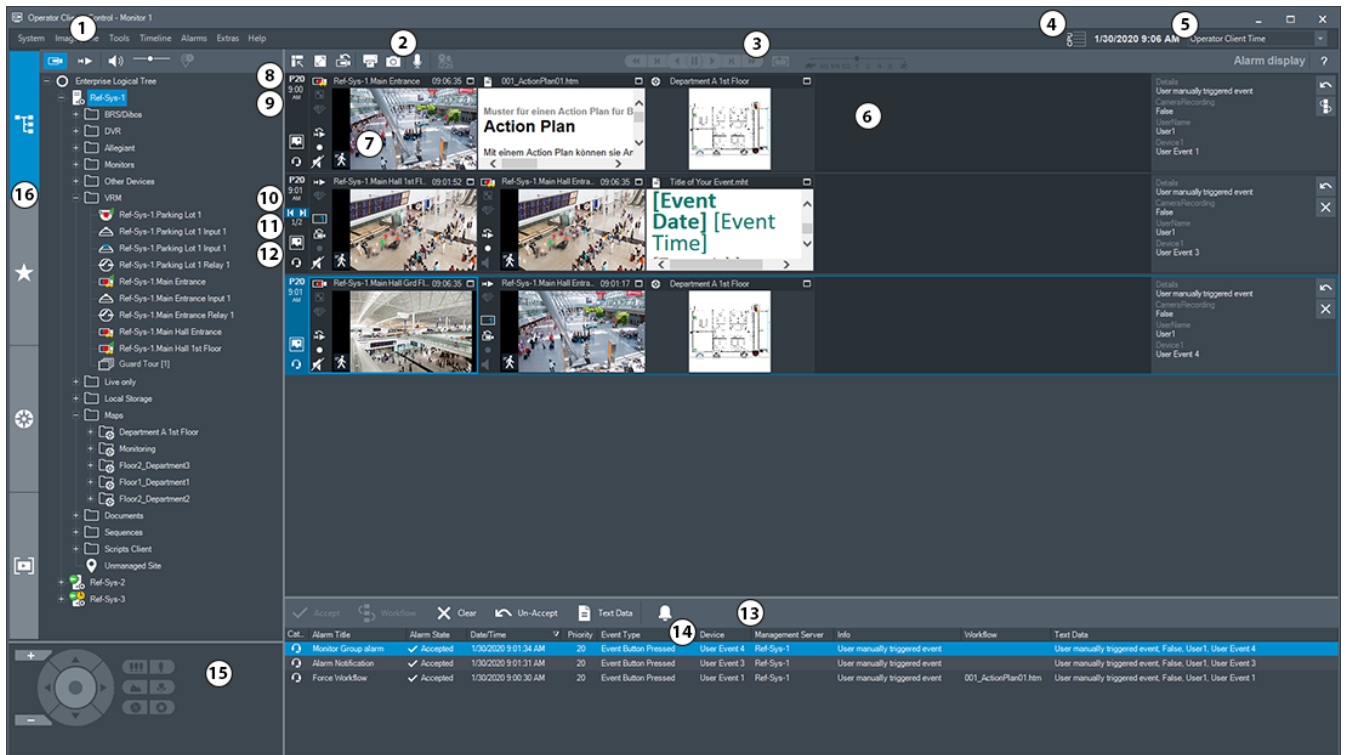 Operator Client - Control - Monitor 1
System Tools Timeline Alarms Extras Help
1/30/2020 9:06 AM Operator Client Time
Alarm display ?
1
2
3
4
5
6
7
8
9
10
11
12
13
14
15
16
Enterprise Logical Tree
Ref-Sys-1
BRS/Dibos
DVR
Allegiant
Monitors
Other Devices
VRM
Ref-Sys-1.Parking Lot 1
Ref-Sys-1.Parking Lot 1 Input 1
Ref-Sys-1.Parking Lot 1 Input 1
Ref-Sys-1.Parking Lot 1 Relay 1
Ref-Sys-1.Main Entrance
Ref-Sys-1.Main Entrance Input 1
Ref-Sys-1.Main Entrance Relay 1
Ref-Sys-1.Main Hall Entrance
Ref-Sys-1.Main Hall 1st Floor
Guard Tour [1]
Live only
Local Storage
Maps
Department A 1st Floor
Monitoring
Floor2_Department3
Floor1_Department1
Floor2_Department2
Documents
Sequences
Scripts Client
Unmanaged Site
Ref-Sys-2
Ref-Sys-3
P20
9:00
AM
Ref-Sys-1.Main Entrance 09:06:35
001_ActionPlan01.htm
Muster für einen Action Plan für B
Action Plan
Mit einem Action Plan können sie Ar
Department A 1st Floor
Details
User manually triggered event
CameraRecording
False
UserName
User1
Device1
User Event 1
P20
9:01
AM
1/2
Ref-Sys-1.Main Hall 1st Fl.. 09:01:52
Ref-Sys-1.Main Hall Entra.. 09:06:35
Title of Your Event.mht
[Event
Date] [Event
Time]
Details
User manually triggered event
CameraRecording
False
UserName
User1
Device1
User Event 3
P20
9:01
AM
Ref-Sys-1.Main Hall Grd Fl.. 09:06:35
Ref-Sys-1.Main Hall Entra.. 09:01:17
Department A 1st Floor
Details
User manually triggered event
CameraRecording
False
UserName
User1
Device1
User Event 4
Accept Workflow Clear Un-Accept Text Data
Cat.. Alarm Title Alarm State Date/Time Priority Event Type Device Management Server Info Workflow Text Data
Monitor Group alarm Accepted 1/30/2020 9:01:34 AM 20 Event Button Pressed User Event 4 Ref-Sys-1 User manually triggered event User manually triggered event, False, User1, User Event 4
Alarm Notification Accepted 1/30/2020 9:01:31 AM 20 Event Button Pressed User Event 3 Ref-Sys-1 User manually triggered event User manually triggered event, False, User1, User Event 3
Force Workflow Accepted 1/30/2020 9:00:30 AM 20 Event Button Pressed User Event 1 Ref-Sys-1 User manually triggered event 001_ActionPlan01.htm User manually triggered event, False, User1, User Event 1